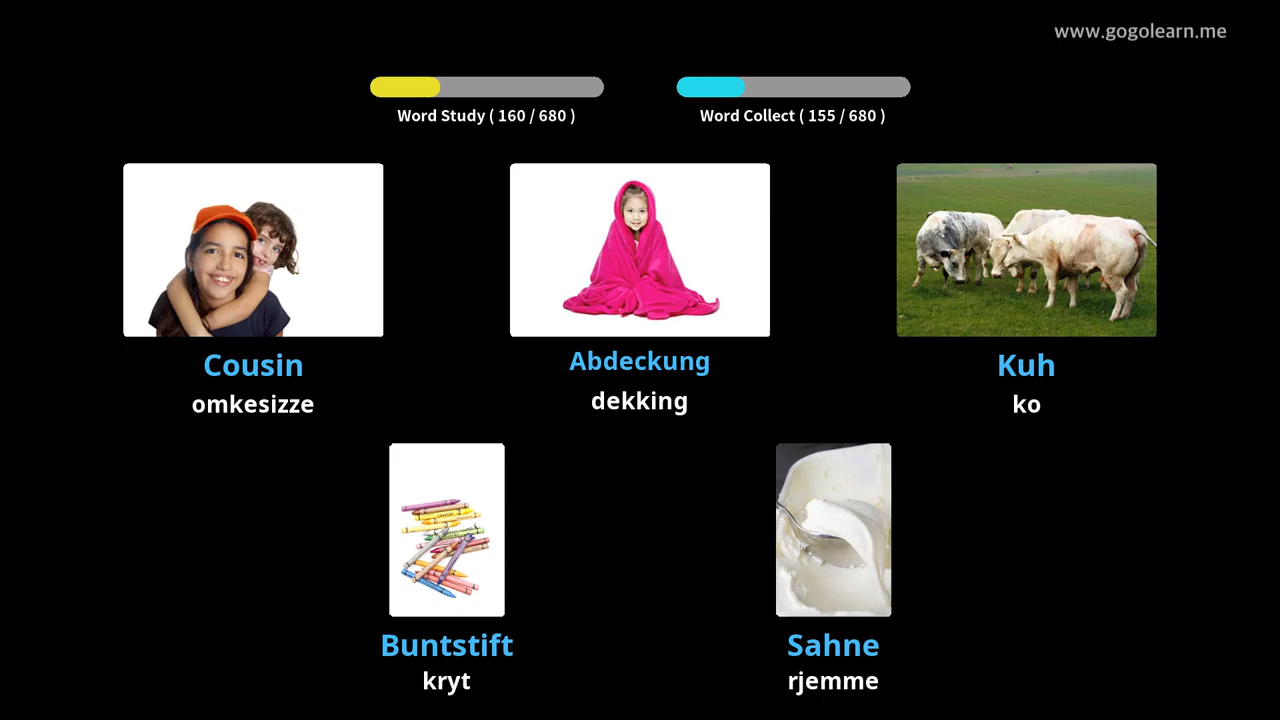 www.gogolearn.me
Word Study ( 160 / 680 )
Word Collect ( 155 / 680 )
Cousin
omkesizze
Abdeckung
dekking
Kuh
ko
Buntstift
kryt
Sahne
rjemme